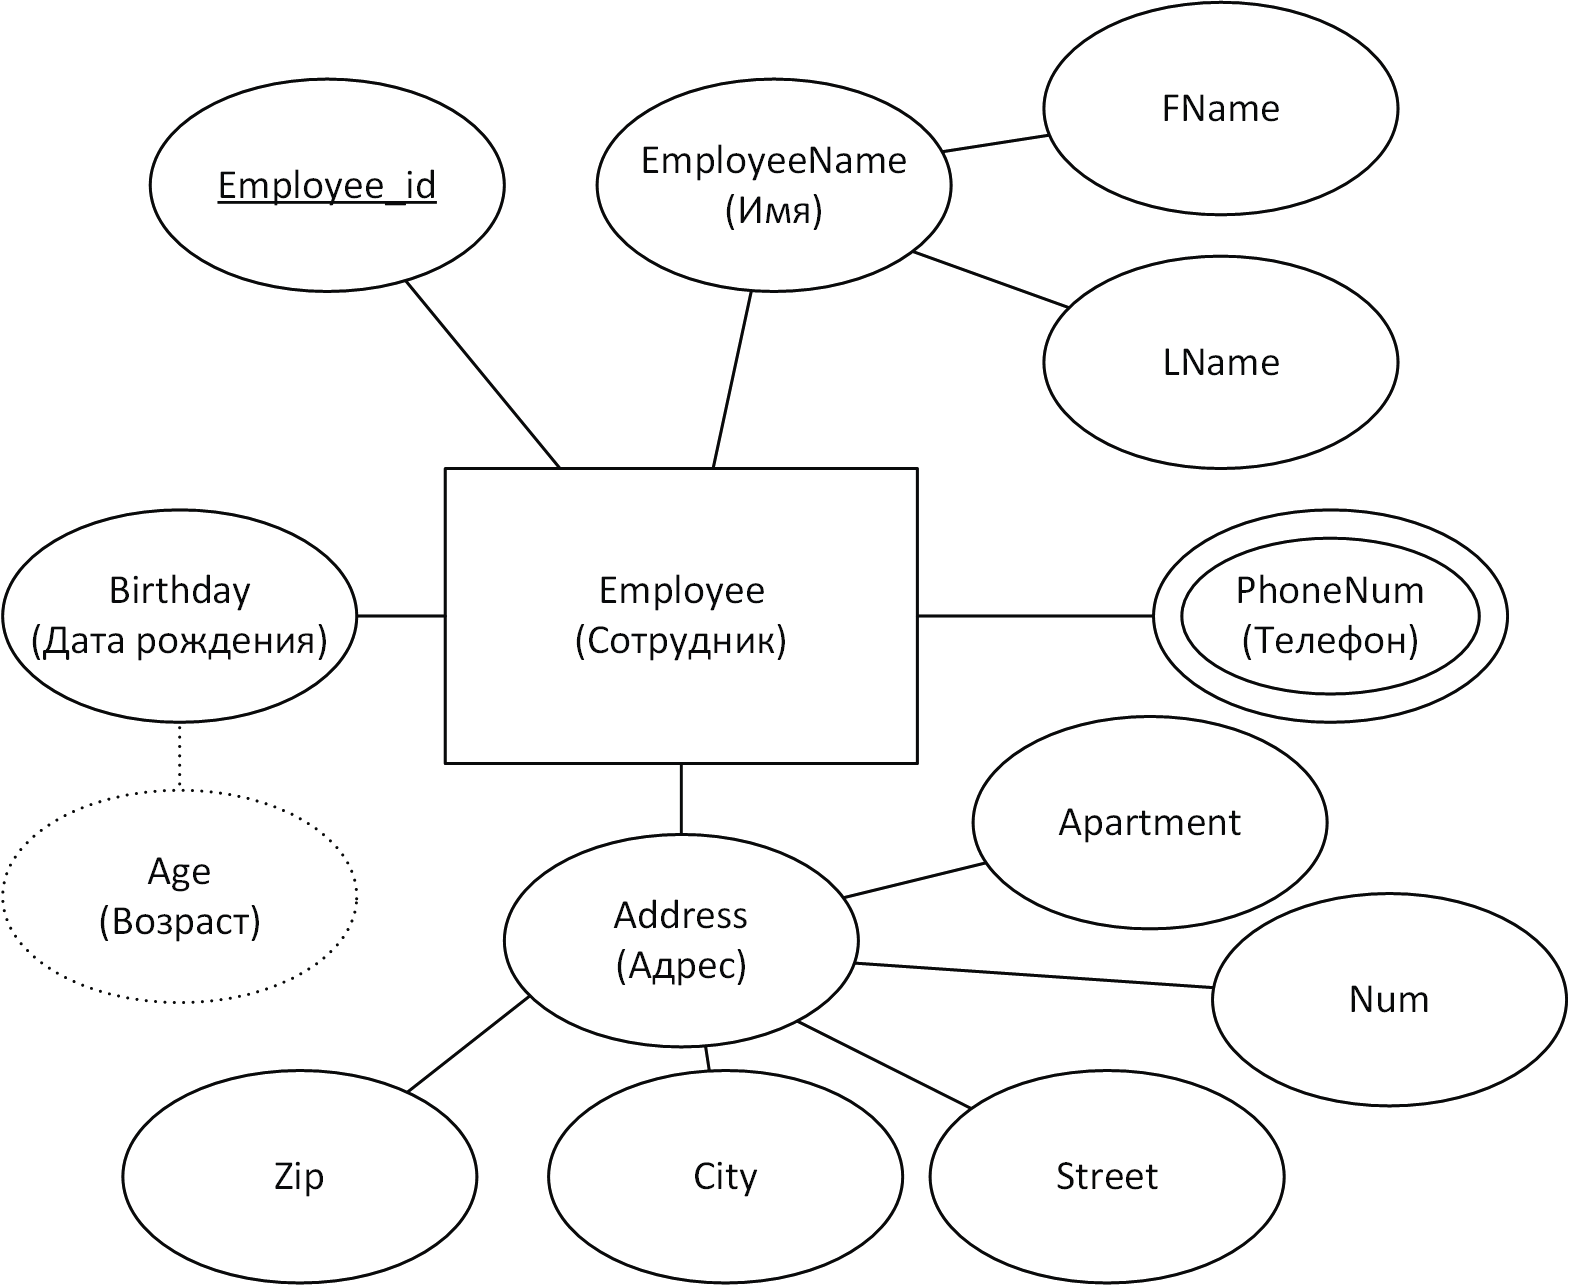 FName
Employee_id
EmployeeName
(Имя)
LName
Birthday
(Дата рождения)
Employee
(Сотрудник)
PhoneNum
(Телефон)
Apartment
Age
(Возраст)
Address
(Адрес)
Num
Zip
City
Street